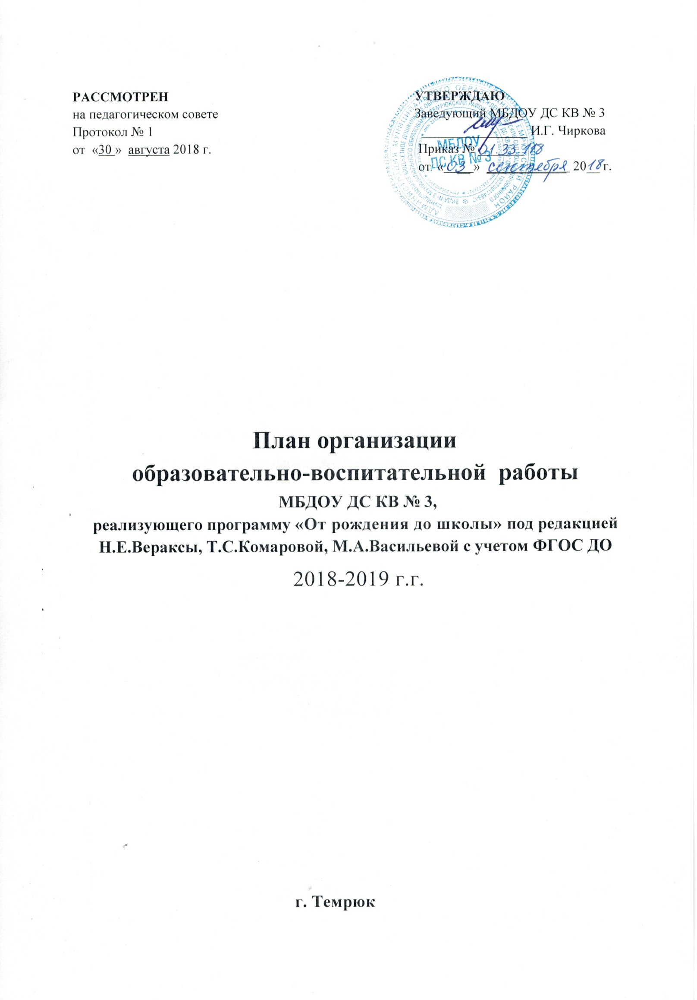 РАССМОТРЕН
на педагогическом совете
Протокол № 1
от «30 » августа 2018 г.
УТВЕРЖДАЮ
Заведующий МБДОУ ДС КВ № 3
И.Г. Чиркова
Приказ № 01.33.118
от « 03 » сентября 2018 г.
МБДОУ
ДС КВ № 3
План организации
образовательно-воспитательной работы
МБДОУ ДС КВ № 3,
реализующего программу «От рождения до школы» под редакцией
Н.Е.Вераксы, Т.С.Комаровой, М.А.Васильевой с учетом ФГОС ДО
2018-2019 г.г.
г. Темрюк